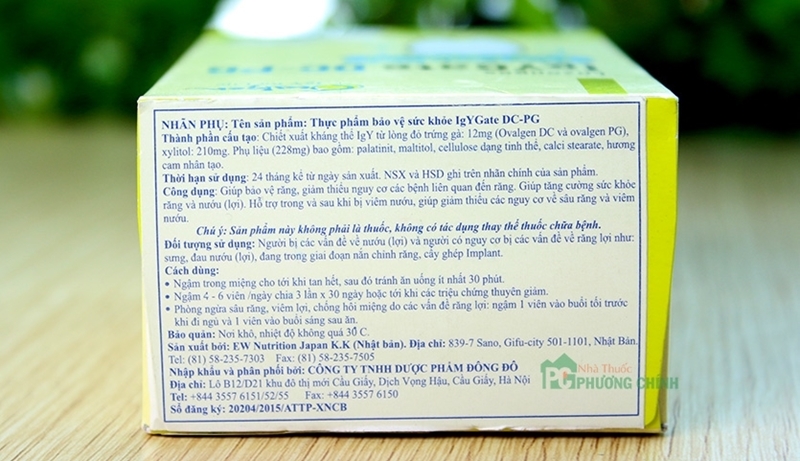 IgYGate DC-PG
Ovalgen
NHÃN PHỤ: Tên sản phẩm: Thực phẩm bảo vệ sức khỏe IgYGate DC-PG
Thành phần cấu tạo: Chiết xuất kháng thể IgY từ lòng đỏ trứng gà: 12mg (Ovalgen DC và ovalgen PG),
xylitol: 210mg. Phụ liệu (228mg) bao gồm: palatinit, maltitol, cellulose dạng tinh thể, calci stearate, hương
cam nhân tạo.
Thời hạn sử dụng: 24 tháng kể từ ngày sản xuất. NSX và HSD ghi trên nhãn chính của sản phẩm.
Công dụng: Giúp bảo vệ răng, giảm thiểu nguy cơ các bệnh liên quan đến răng. Giúp tăng cường sức khỏe
răng và nướu (lợi). Hỗ trợ trong và sau khi bị viêm nướu, giúp giảm thiểu các nguy cơ về sâu răng và viêm
nướu.
Chú ý: Sản phẩm này không phải là thuốc, không có tác dụng thay thế thuốc chữa bệnh.
Đối tượng sử dụng: Người bị các vấn đề về nướu (lợi) và người có nguy cơ bị các vấn đề về răng lợi như:
sưng, đau nướu (lợi), đang trong giai đoạn nắn chỉnh răng, cấy ghép Implant.
Cách dùng:
• Ngậm trong miệng cho tới khi tan hết, sau đó tránh ăn uống ít nhất 30 phút.
• Ngậm 4 - 6 viên /ngày chia 3 lần x 30 ngày hoặc tới khi các triệu chứng thuyên giảm.
• Phòng ngừa sâu răng, viêm lợi, chống hôi miệng do các vấn đề răng lợi: ngậm 1 viên vào buổi tối trước
khi đi ngủ và 1 viên vào buổi sáng sau ăn.
Bảo quản: Nơi khô, nhiệt độ không quá 30°C.
Sản xuất bởi: EW Nutrition Japan K.K (Nhật bản). Địa chỉ: 839-7 Sano, Gifu-city 501-1101, Nhật Bản.
Tel: (81) 58-235-7303 Fax: (81) 58-235-7505
Nhập khẩu và phân phối bởi: CÔNG TY TNHH DƯỢC PHẨM ĐÔNG ĐÔ
Địa chỉ: Lô B12/D21 khu đô thị mới Cầu Giấy, Dịch Vọng Hậu, Cầu Giấy, Hà Nội
Tel: +844 3557 6151/52/55 Fax: +844 3557 6150
Số đăng ký: 20204/2015/ATTP-XNCB
Nhà Thuốc
PG PHƯƠNG CHÍNH